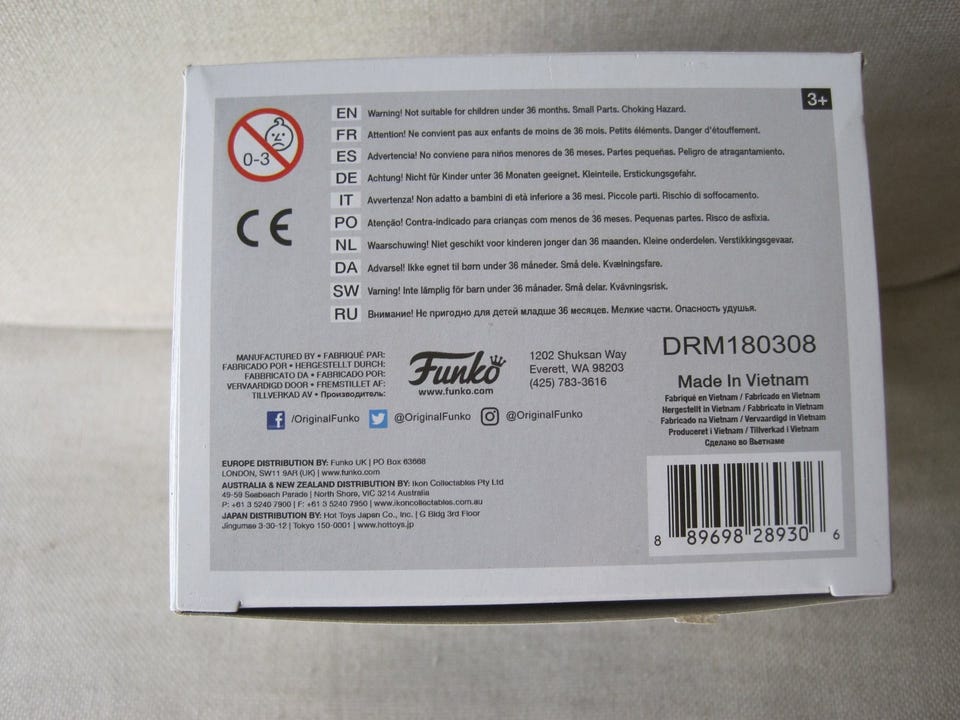 3+
0-3
CE
EN Warning! Not suitable for children under 36 months. Small Parts. Choking Hazard.
FR Attention! Ne convient pas aux enfants de moins de 36 mois. Petits éléments. Danger d'étouffement.
ES Advertencia! No conviene para niños menores de 36 meses. Partes pequeñas. Peligro de atragantamiento.
DE Achtung! Nicht für Kinder unter 36 Monaten geeignet. Kleinteile. Erstickungsgefahr.
IT Avvertenza! Non adatto a bambini di età inferiore a 36 mesi. Piccole parti. Rischio di soffocamento.
PO Atenção! Contra-indicado para crianças com menos de 36 meses. Pequenas partes. Risco de asfixia.
NL Waarschuwing! Niet geschikt voor kinderen jonger dan 36 maanden. Kleine onderdelen. Verstikkingsgevaar.
DA Advarsel! Ikke egnet til børn under 36 måneder. Små dele. Kvælningsfare.
SW Varning! Inte lämplig för barn under 36 månader. Små delar. Kvävningsrisk.
RU Внимание! Не пригодно для детей младше 36 месяцев. Мелкие части. Опасность удушья.
MANUFACTURED BY • FABRIQUÉ PAR:
FABRICADO POR • HERGESTELLT DURCH:
FABBRICATO DA • FABRICADO POR:
VERVAARDIGD DOOR • FREMSTILLET AF:
TILLVERKAD AV • Производитель:
Funko
www.funko.com
1202 Shuksan Way
Everett, WA 98203
(425) 783-3616
/OriginalFunko @OriginalFunko @OriginalFunko
DRM180308
Made In Vietnam
Fabriqué en Vietnam / Fabricado en Vietnam
Hergestellt in Vietnam / Fabbricato in Vietnam
Fabricado na Vietnam / Vervaardigd in Vietnam
Produceret i Vietnam / Tillverkad i Vietnam
Сделано во Вьетнаме
EUROPE DISTRIBUTION BY: Funko UK | PO Box 63668
LONDON, SW11 9AR (UK) | www.funko.com
AUSTRALIA & NEW ZEALAND DISTRIBUTION BY: Ikon Collectables Pty Ltd
49-59 Seabeach Parade | North Shore, VIC 3214 Australia
P: +61 3 5240 7900 | F: +61 3 5240 7950 | www.ikoncollectables.com.au
JAPAN DISTRIBUTION BY: Hot Toys Japan Co., Inc. | G Bldg 3rd Floor
Jingumae 3-30-12 | Tokyo 150-0001 | www.hottoys.jp
8 89698 28930 6